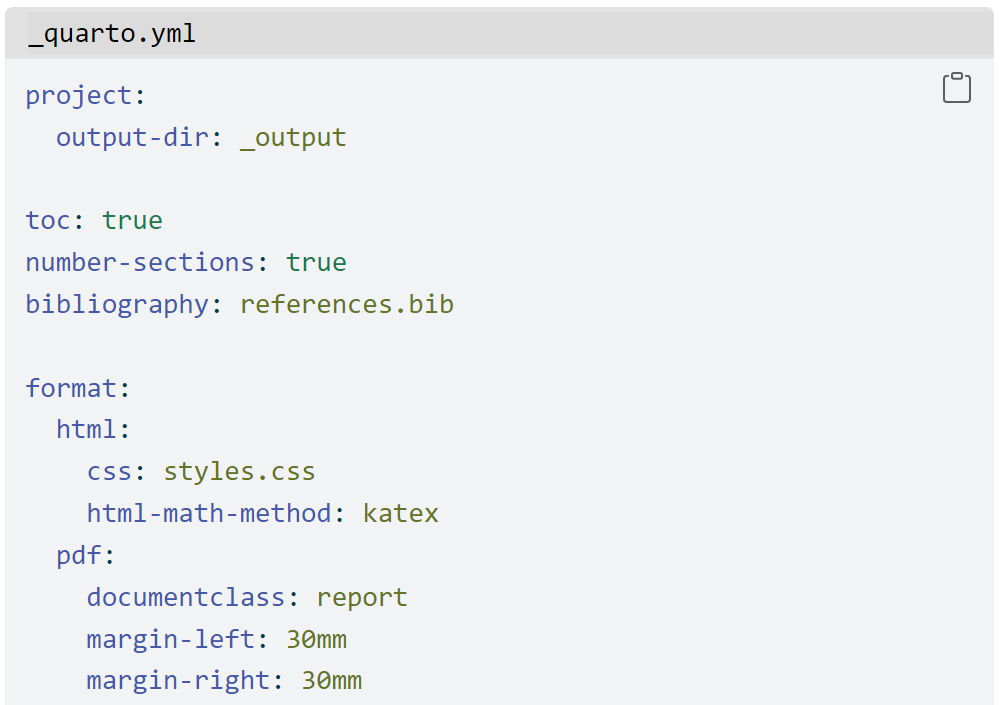 _quarto.yml
project:
  output-dir: _output

toc: true
number-sections: true
bibliography: references.bib

format:
  html:
    css: styles.css
    html-math-method: katex
  pdf:
    documentclass: report
    margin-left: 30mm
    margin-right: 30mm